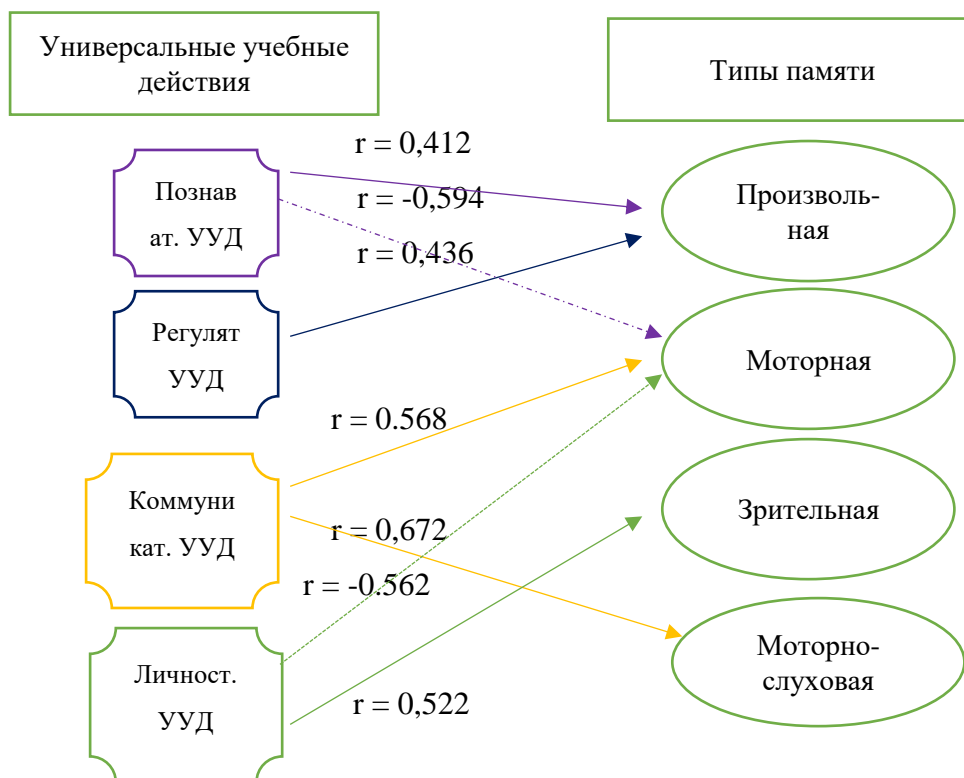 Универсальные учебные
действия
Типы памяти
r = 0,412
Познав
ат. УУД
r = -0,594
Произволь-
ная
r = 0,436
Регулят
УУД
Моторная
r = 0.568
Коммуни
кат. УУД
Зрительная
r = 0,672
r = -0.562
Личност.
УУД
Моторно-
слуховая
r = 0,522